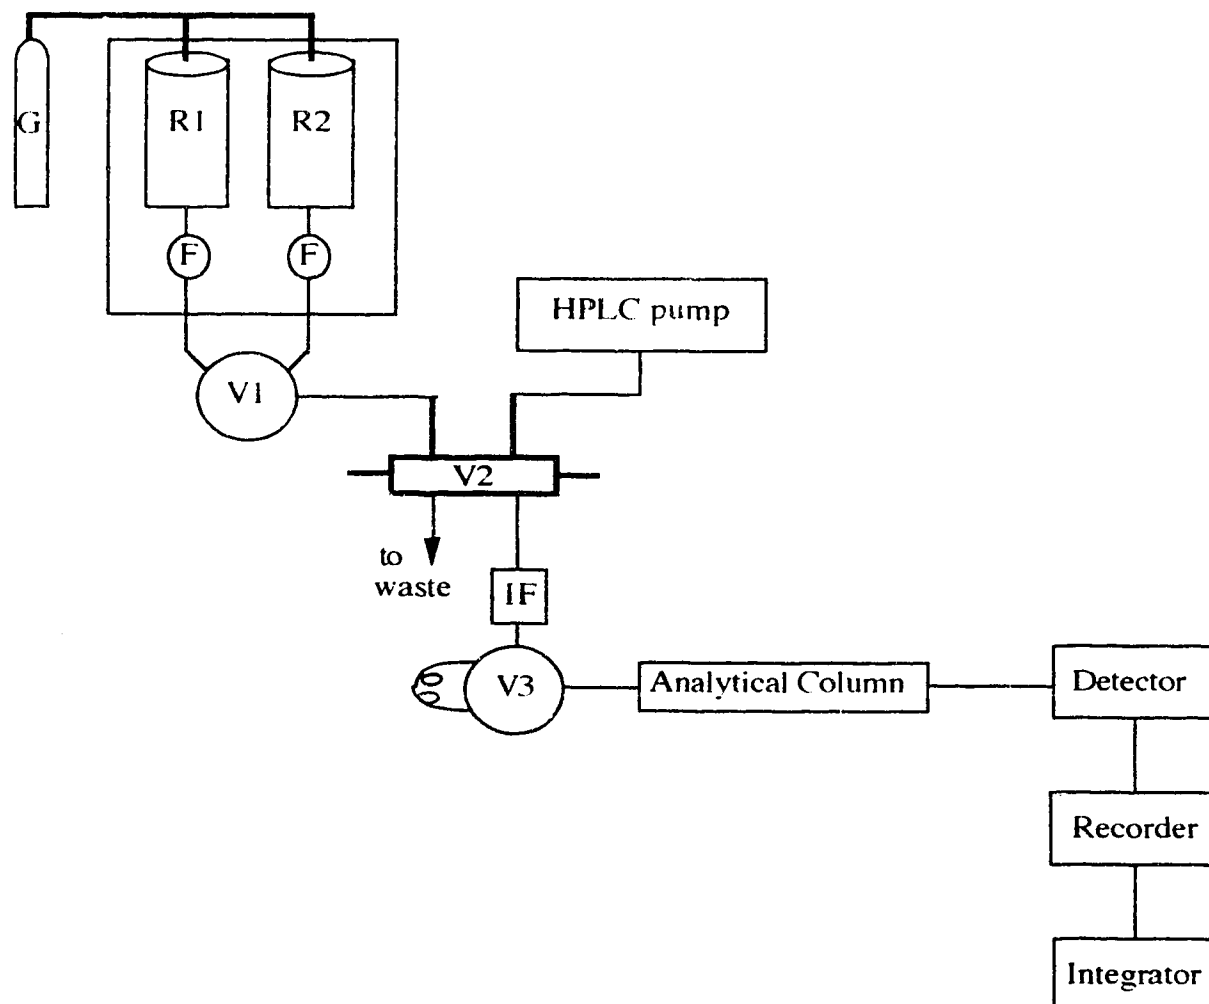 G
R1
R2
F
F
HPLC pump
V1
V2
to
waste
IF
V3
Analytical Column
Detector
Recorder
Integrator